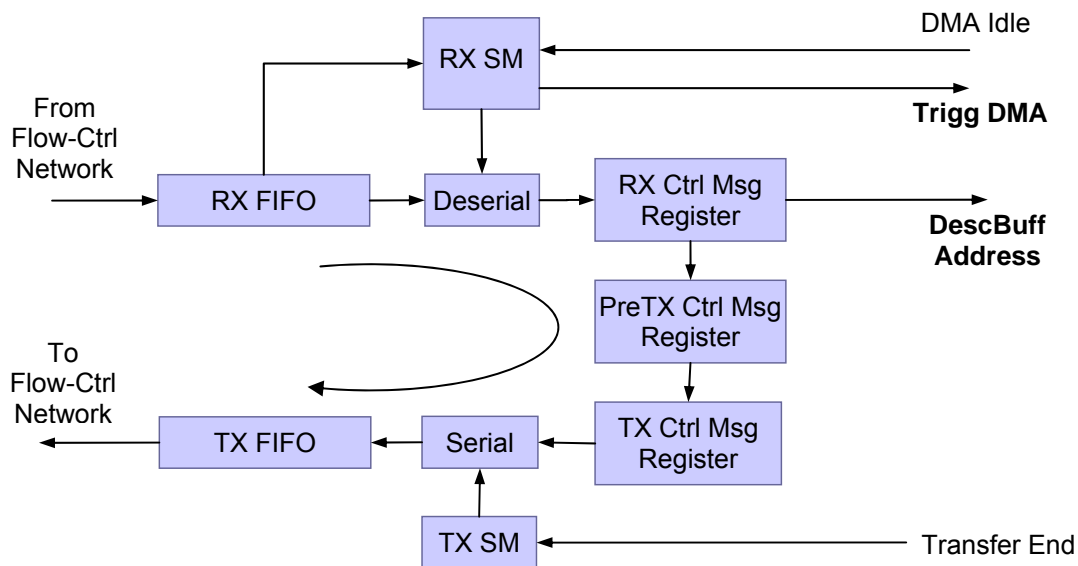 DMA Idle
RX SM
Trigg DMA
From
Flow-Ctrl
Network
RX FIFO
Deserial
RX Ctrl Msg
Register
DescBuff
Address
PreTX Ctrl Msg
Register
To
Flow-Ctrl
Network
TX FIFO
Serial
TX Ctrl Msg
Register
TX SM
Transfer End